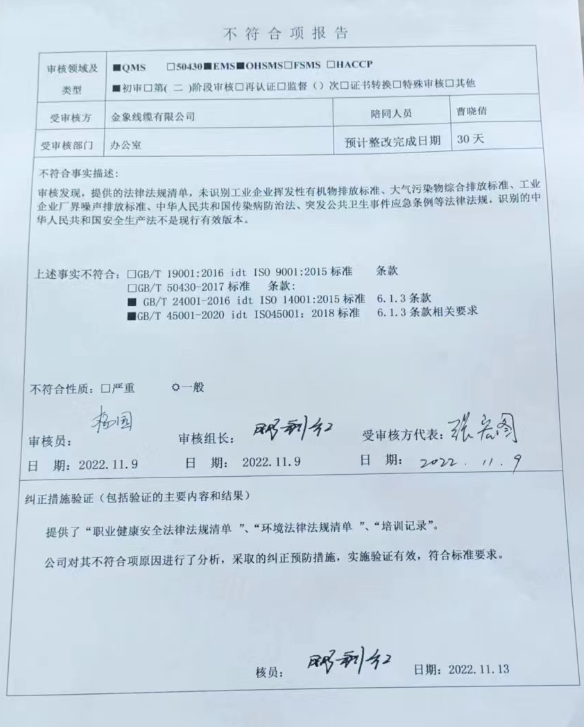 不符合项报告
审核领域及类型 ■QMS □50430■EMS■OHSMS□FSMS □HACCP
■初审□第(二)阶段审核□再认证□监督()次□证书转换□特殊审核□其他
受审核方 金象线缆有限公司 陪同人员 曹晓倩
受审核部门 办公室 预计整改完成日期 30天
不符合事实描述:
审核发现,提供的法律法规清单,未识别工业企业挥发性有机物排放标准、大气污染物综合排放标准、工业
企业厂界噪声排放标准、中华人民共和国传染病防治法、突发公共卫生事件应急条例等法律法规,识别的中
华人民共和国安全生产法不是现行有效版本。
上述事实不符合:□GB/T 19001:2016 idt ISO 9001:2015 标准 条款
□GB/T 50430-2017 标准 条款:
■ GB/T 24001-2016 idt ISO 14001:2015 标准 6.1.3 条款
■GB/T 45001-2020 idt ISO45001:2018 标准 6.1.3 条款相关要求
不符合性质:□严重 ○一般
审核员: 审核组长: 受审核方代表:张宏图
日 期:2022.11.9 日 期:2022.11.9 日 期:2022.11.9
纠正措施验证(包括验证的主要内容和结果)
提供了“职业健康安全法律法规清单”、“环境法律法规清单”、“培训记录”。
公司对其不符合项原因进行了分析,采取的纠正预防措施,实施验证有效,符合标准要求。
核员: 日期:2022.11.13